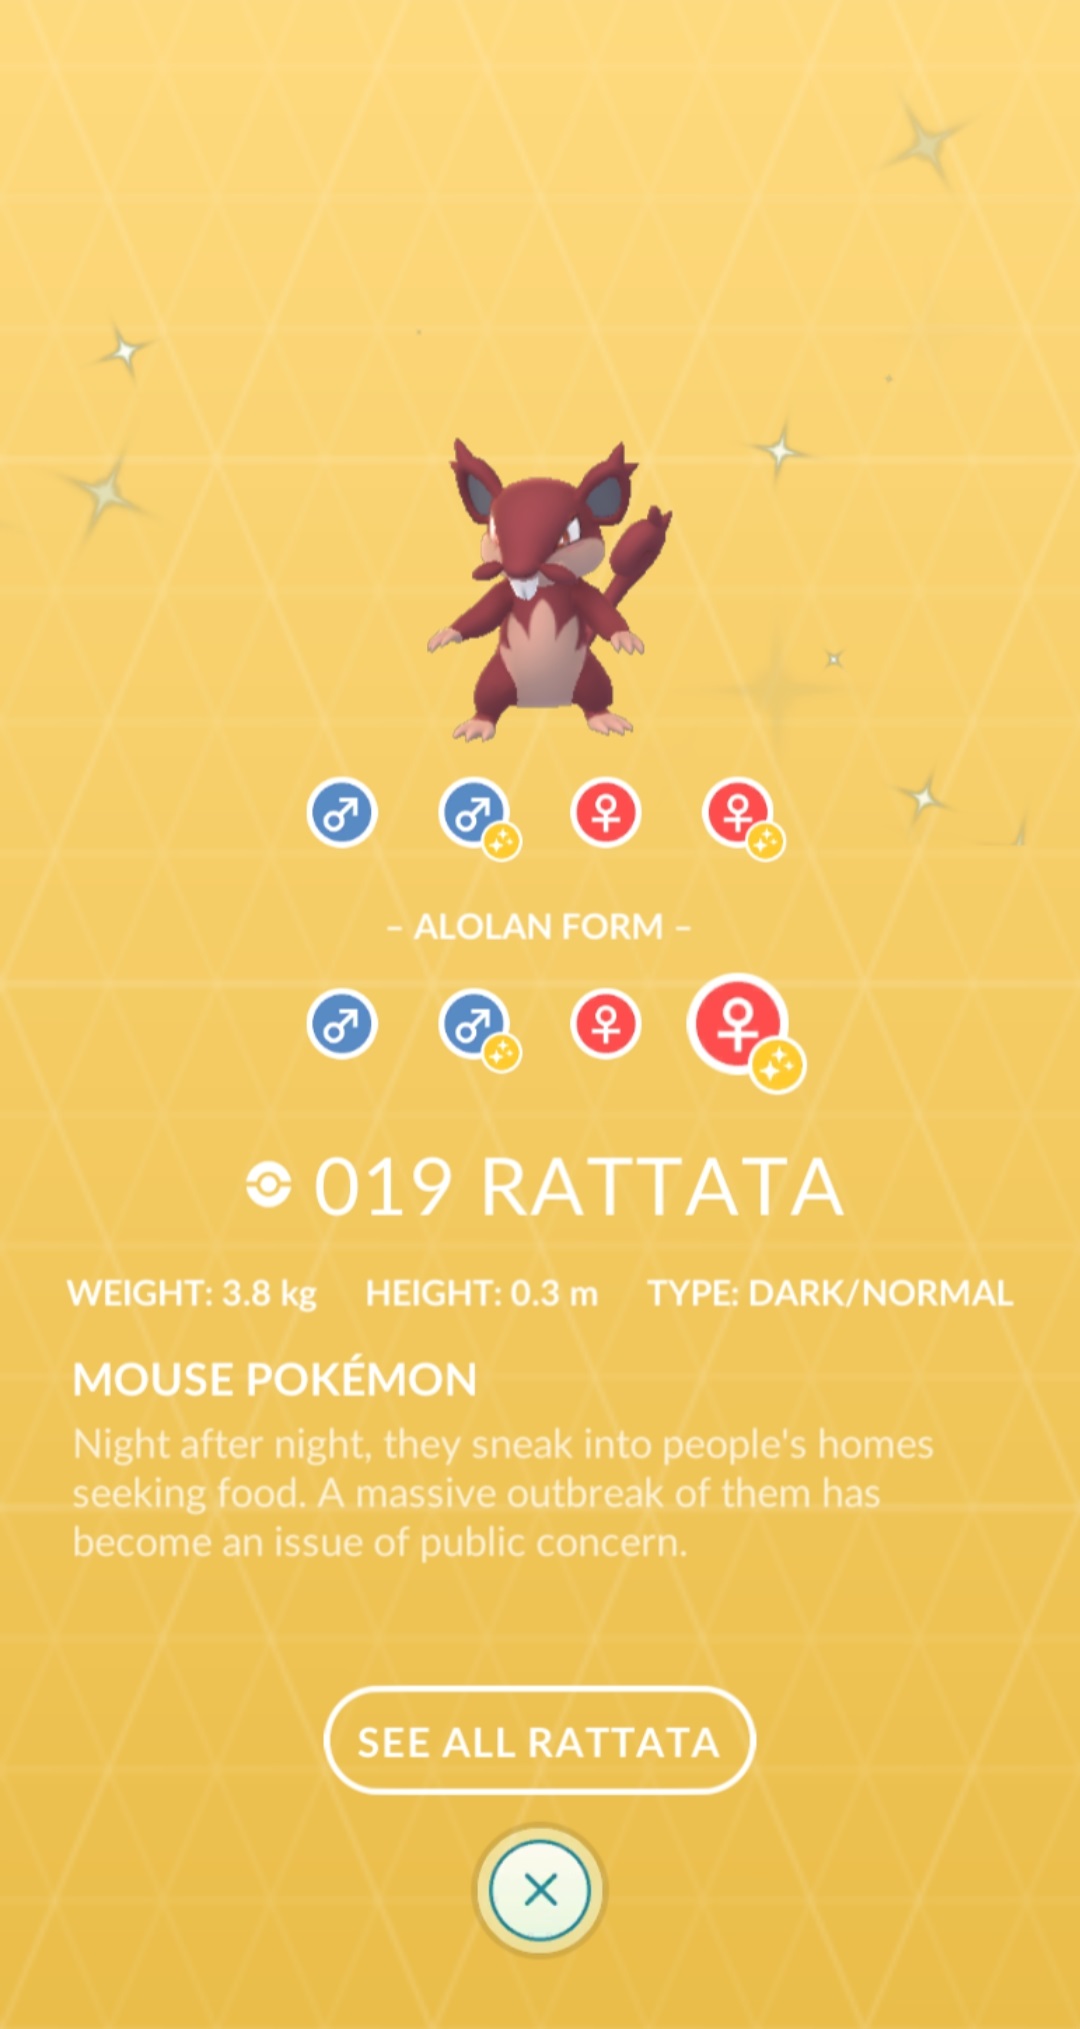 – ALOLAN FORM –
019 RATTATA
WEIGHT: 3.8 kg HEIGHT: 0.3 m TYPE: DARK/NORMAL
MOUSE POKÉMON
Night after night, they sneak into people's homes
seeking food. A massive outbreak of them has
become an issue of public concern.
SEE ALL RATTATA